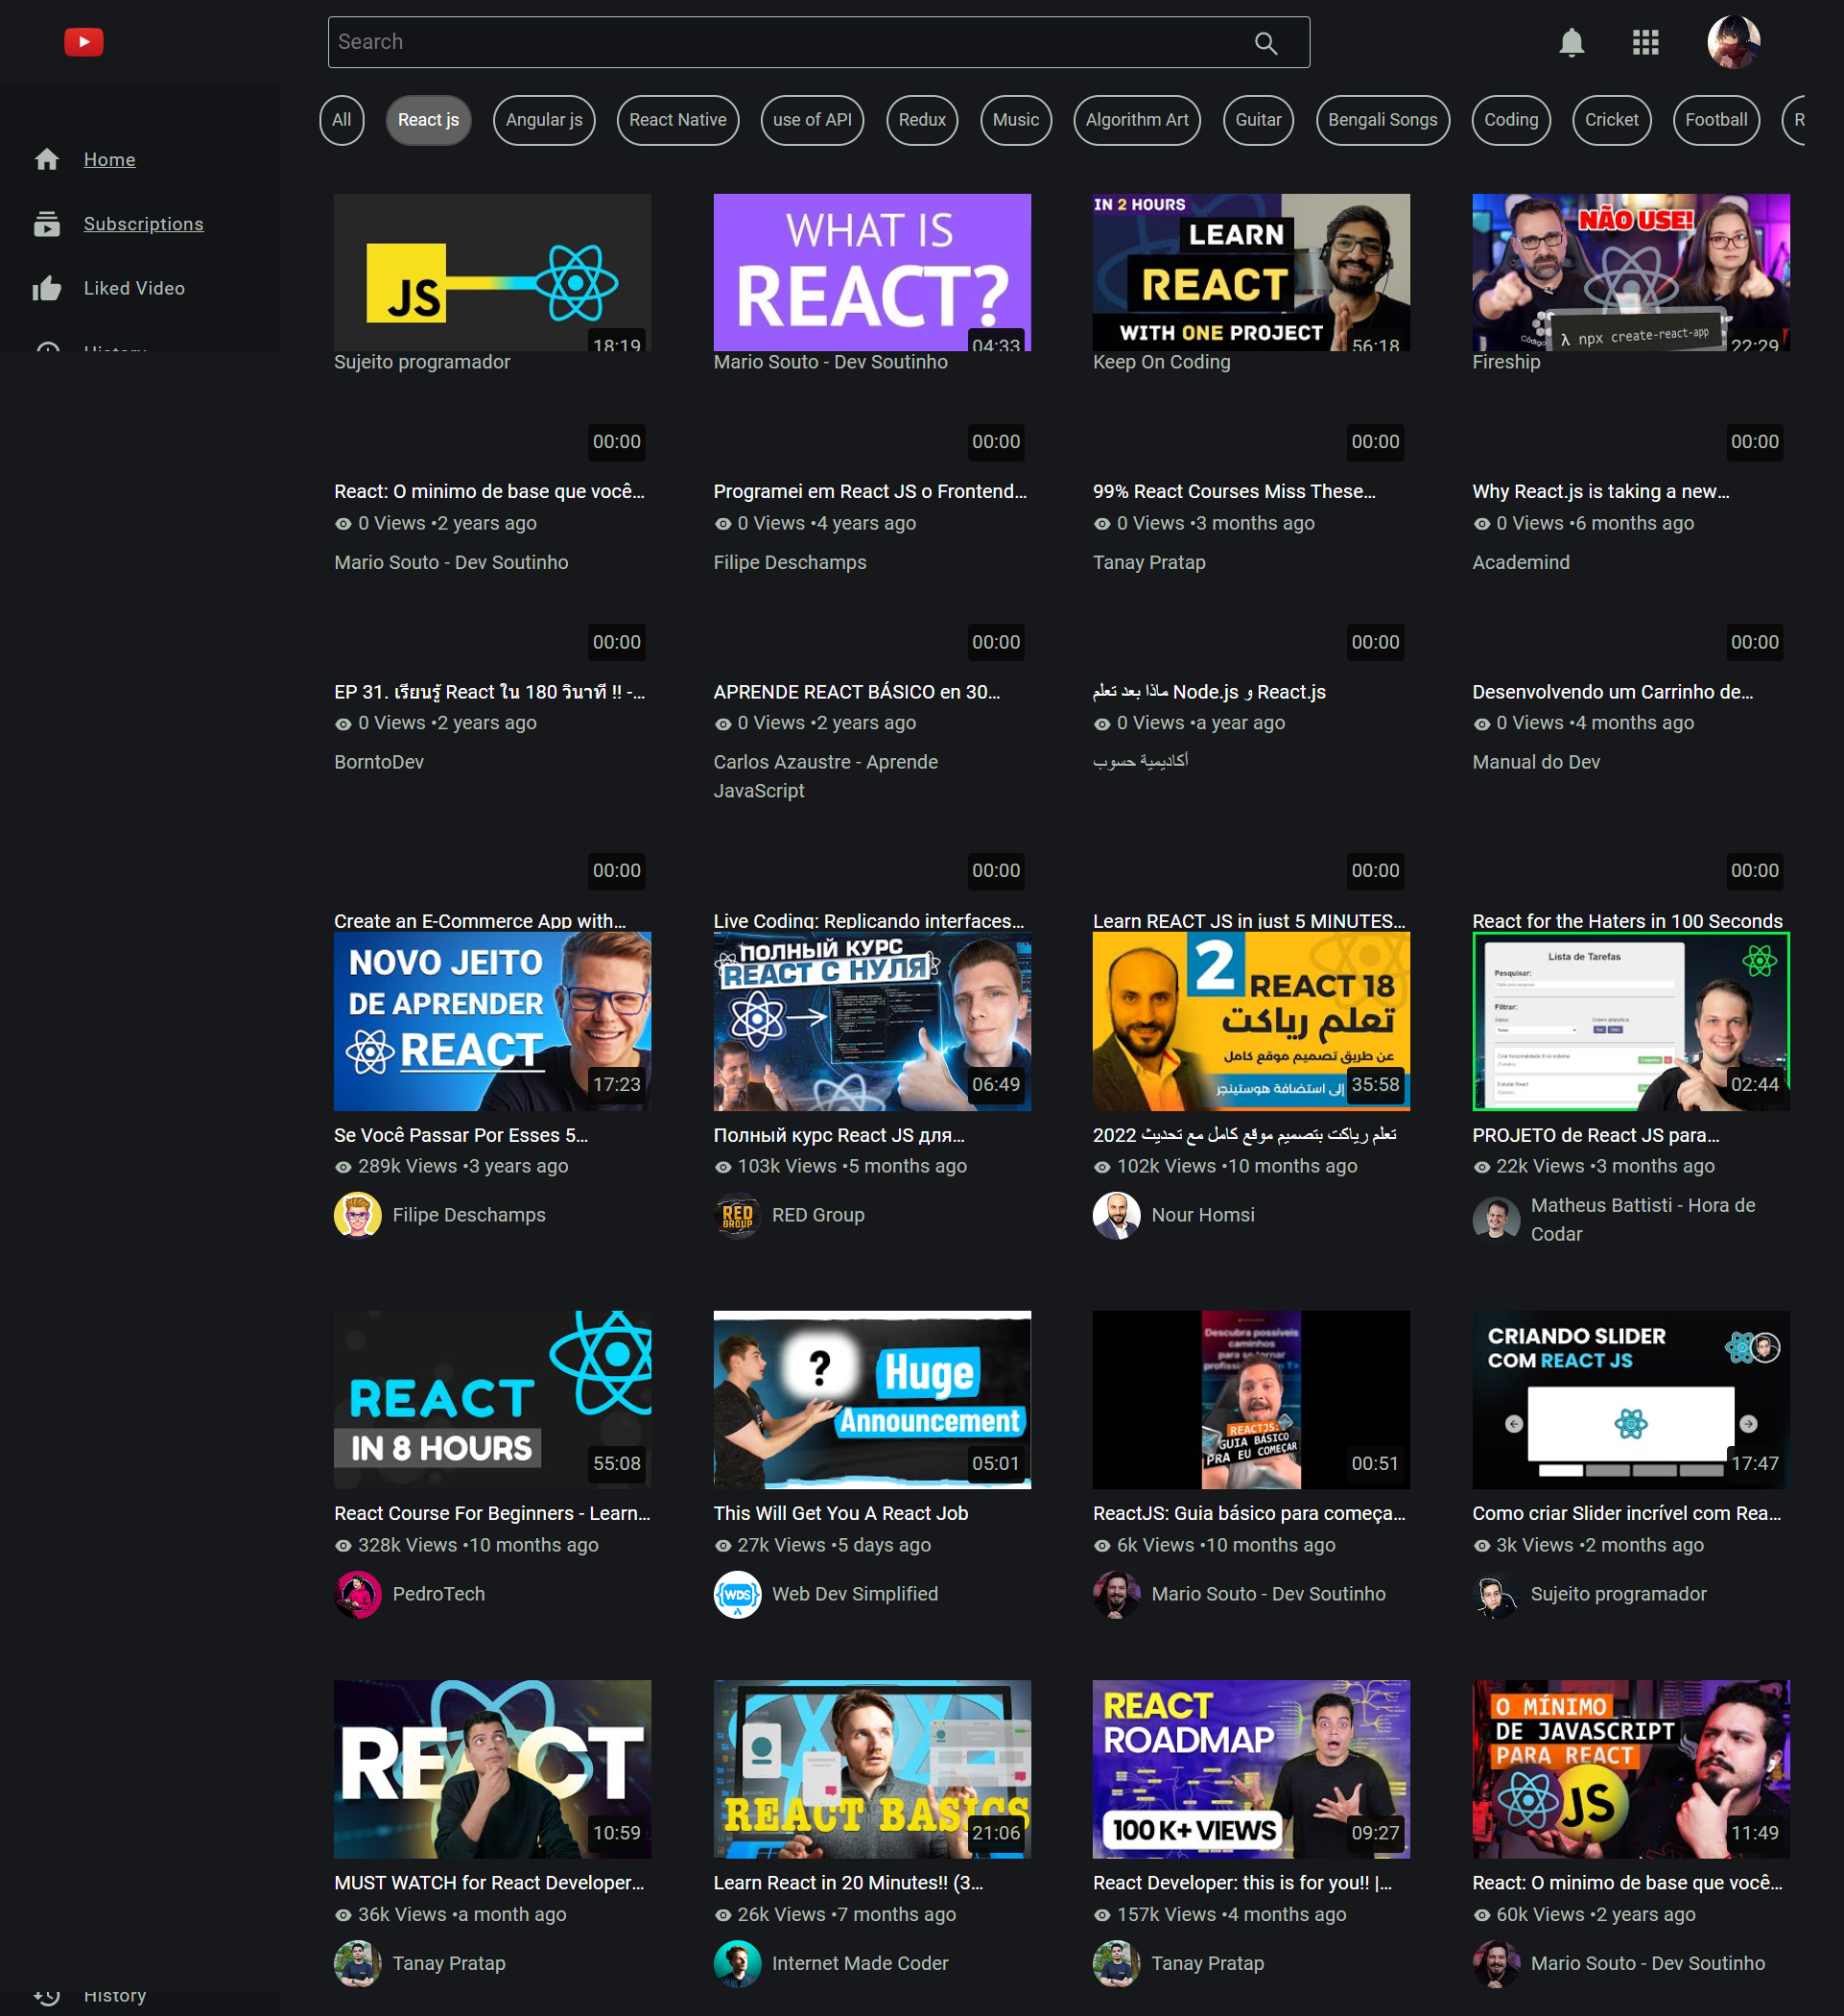 Search
All
React js
Angular js
React Native
use of API
Redux
Music
Algorithm Art
Guitar
Bengali Songs
Coding
Cricket
Football
R
Home
Subscriptions
Liked Video
History
JS
18:19
WHAT IS
REACT?
04:33
IN 2 HOURS
LEARN
REACT
WITH ONE PROJECT
56:18
NÃO USE!
λ npx create-react-app
22:29
Sujeito programador
Mario Souto - Dev Soutinho
Keep On Coding
Fireship
00:00
00:00
00:00
00:00
React: O minimo de base que você...
Programei em React JS o Frontend...
99% React Courses Miss These...
Why React.js is taking a new...
0 Views •2 years ago
0 Views •4 years ago
0 Views •3 months ago
0 Views •6 months ago
Mario Souto - Dev Soutinho
Filipe Deschamps
Tanay Pratap
Academind
00:00
00:00
00:00
00:00
EP 31. เรียนรู้ React ใน 180 วินาที !! -...
APRENDE REACT BÁSICO en 30...
ماذا بعد تعلم Node.js و React.js
Desenvolvendo um Carrinho de...
0 Views •2 years ago
0 Views •2 years ago
0 Views •a year ago
0 Views •4 months ago
BorntoDev
Carlos Azaustre - Aprende
JavaScript
أكاديمية حسوب
Manual do Dev
00:00
00:00
00:00
00:00
Create an E-Commerce App with...
Live Coding: Replicando interfaces...
Learn REACT JS in just 5 MINUTES...
React for the Haters in 100 Seconds
NOVO JEITO
DE APRENDER
REACT
17:23
ПОЛНЫЙ КУРС
REACT С НУЛЯ
06:49
2
REACT 18
تعلم رياكت
عن طريق تصميم موقع كامل
إلى استضافة هوستينجر
35:58
Lista de Tarefas
Pesquisar:
Filtrar:
02:44
Se Você Passar Por Esses 5...
Полный курс React JS для...
تعلم رياكت بتصميم موقع كامل مع تحديث 2022
PROJETO de React JS para...
289k Views •3 years ago
103k Views •5 months ago
102k Views •10 months ago
22k Views •3 months ago
Filipe Deschamps
RED GROUP
RED Group
Nour Homsi
Matheus Battisti - Hora de
Codar
REACT
IN 8 HOURS
55:08
?
Huge
Announcement
05:01
Descubra possíveis
caminhos
REACTJS:
GUIA BÁSICO
PRA EU COMEÇAR
00:51
CRIANDO SLIDER
COM REACT JS
17:47
React Course For Beginners - Learn...
This Will Get You A React Job
ReactJS: Guia básico para começa...
Como criar Slider incrível com Rea...
328k Views •10 months ago
27k Views •5 days ago
6k Views •10 months ago
3k Views •2 months ago
PedroTech
WDS
Web Dev Simplified
Mario Souto - Dev Soutinho
Sujeito programador
REACT
10:59
REACT BASICS
21:06
REACT
ROADMAP
100 K+ VIEWS
09:27
O MÍNIMO
DE JAVASCRIPT
PARA REACT
JS
11:49
MUST WATCH for React Developer...
Learn React in 20 Minutes!! (3...
React Developer: this is for you!! |...
React: O minimo de base que você...
36k Views •a month ago
26k Views •7 months ago
157k Views •4 months ago
60k Views •2 years ago
Tanay Pratap
Internet Made Coder
Tanay Pratap
Mario Souto - Dev Soutinho
History